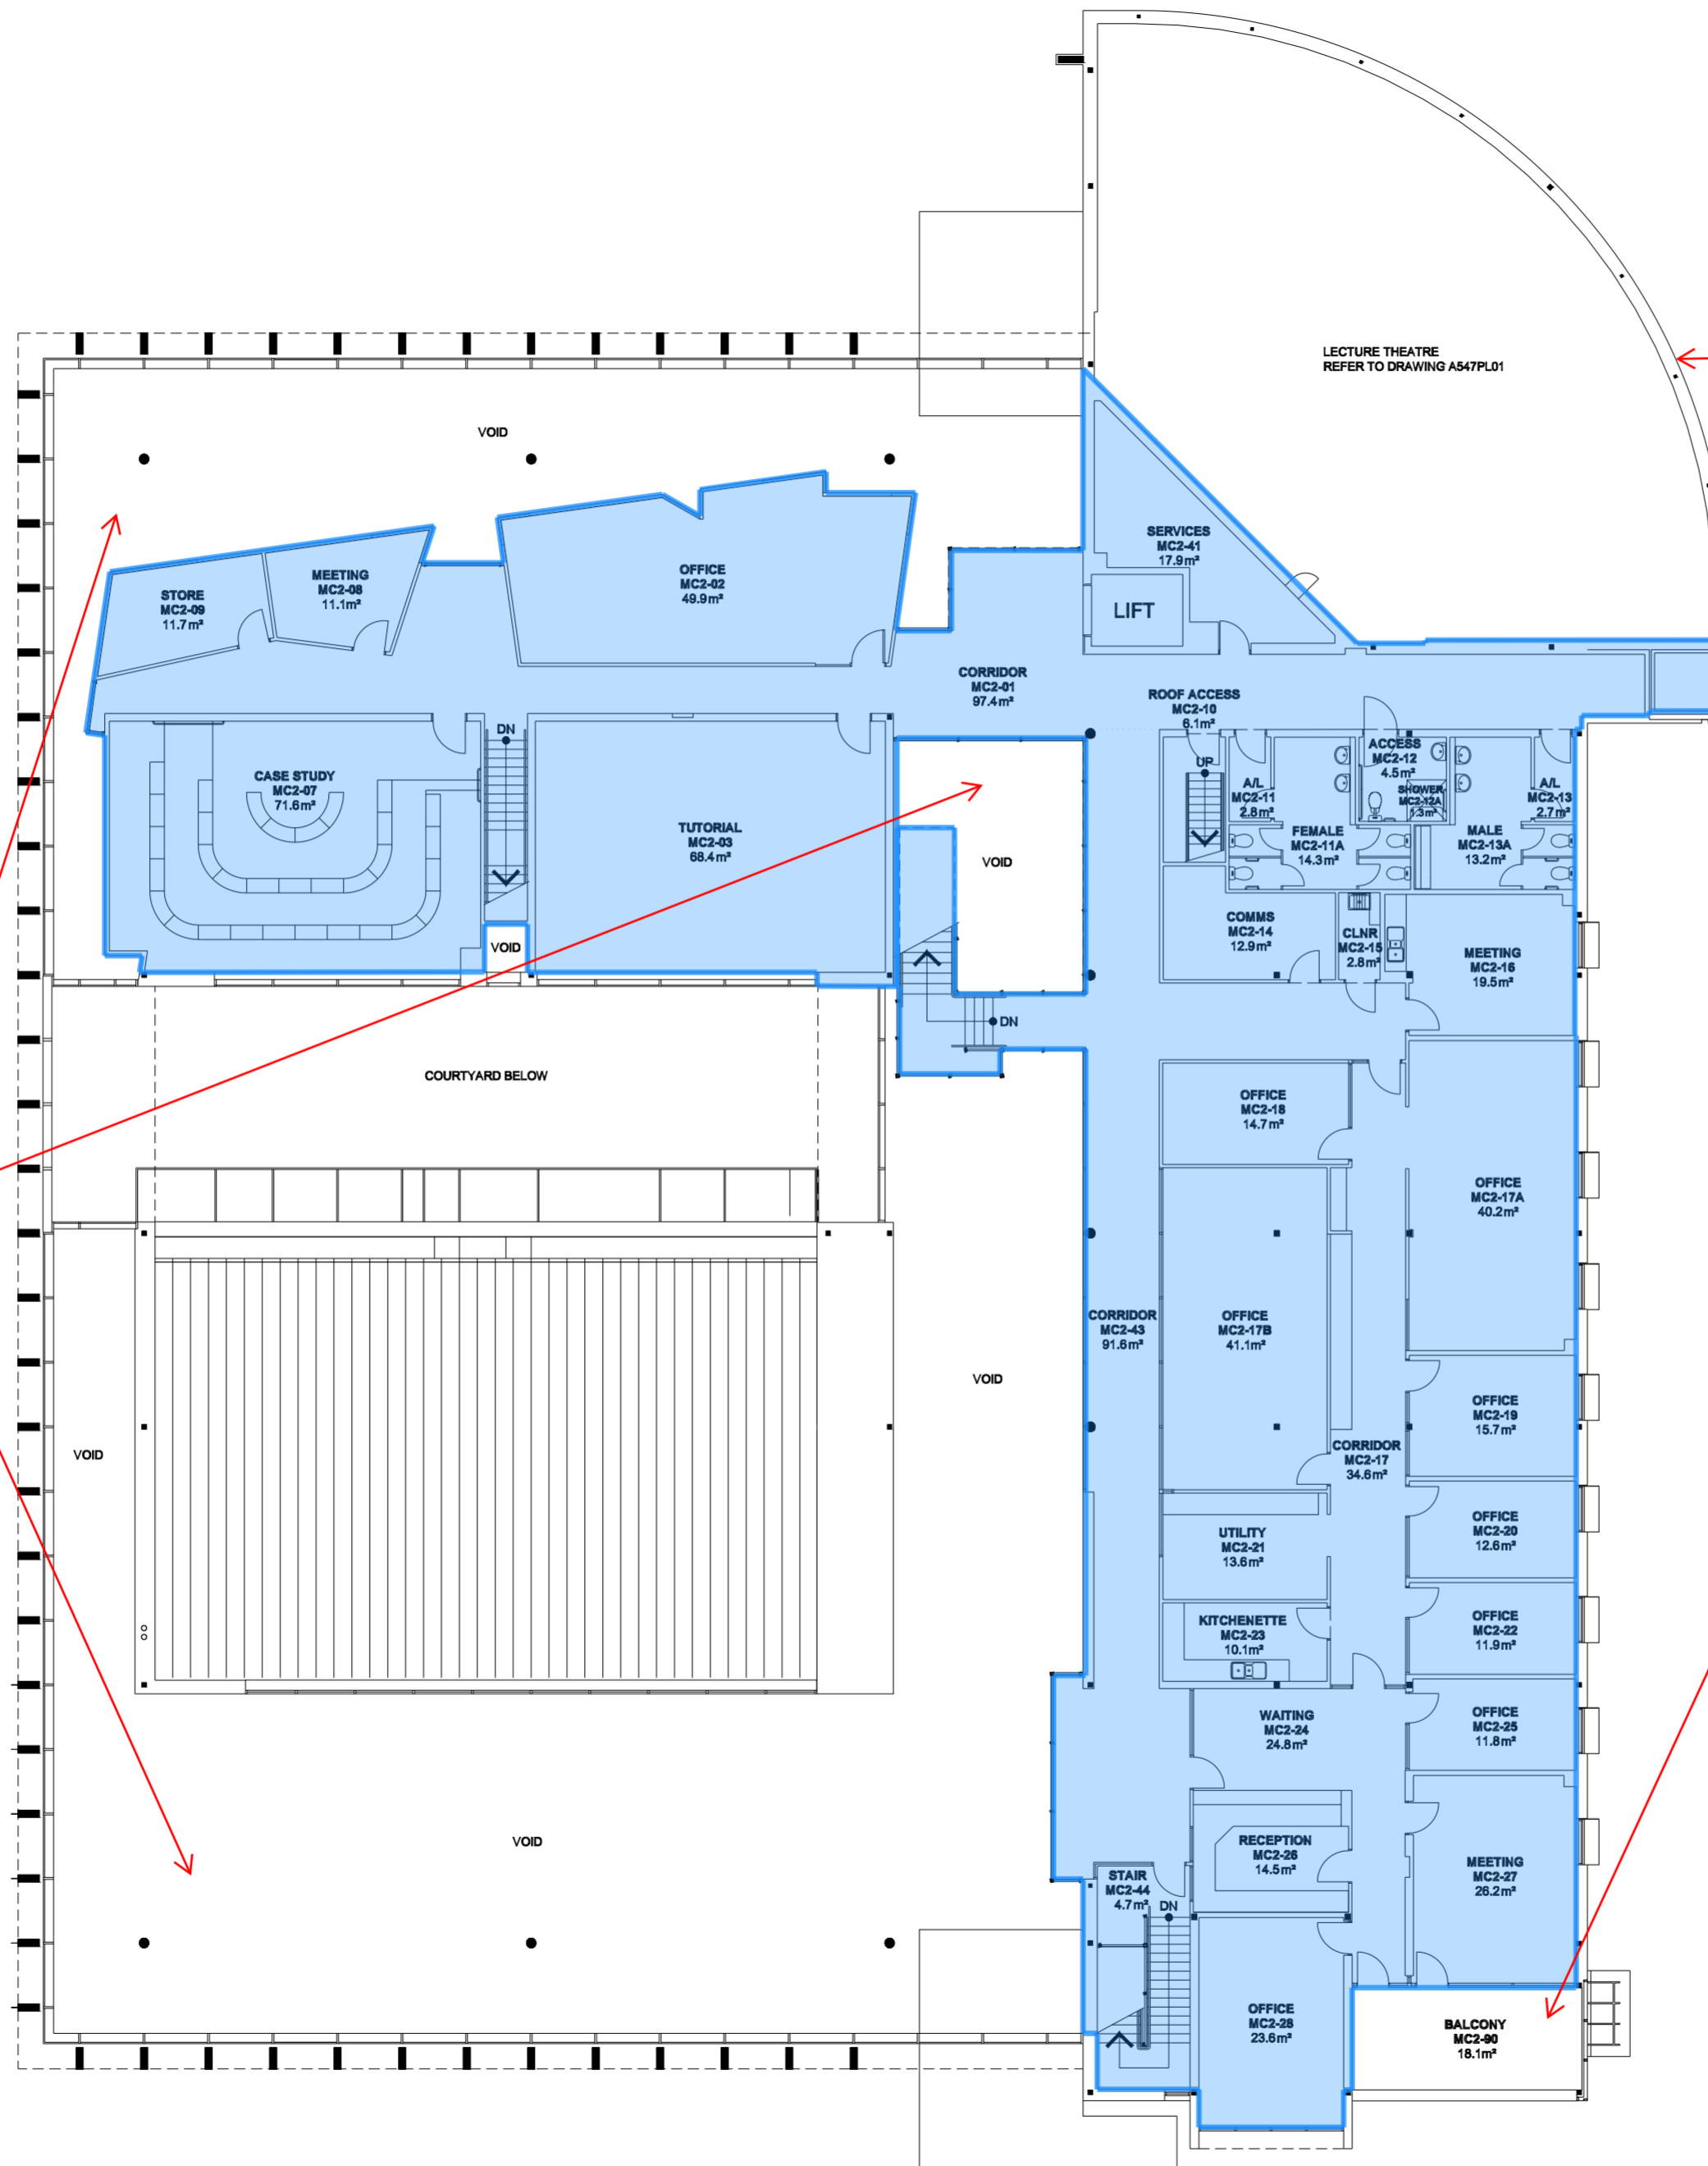 LECTURE THEATRE
REFER TO DRAWING A547PL01
VOID
SERVICES
MC2-41
17.9m²
LIFT
OFFICE
MC2-02
49.9m²
MEETING
MC2-08
11.1m²
STORE
MC2-09
11.7m²
CORRIDOR
MC2-01
97.4m²
ROOF ACCESS
MC2-10
6.1m²
UP
DN
CASE STUDY
MC2-07
71.6m²
TUTORIAL
MC2-03
68.4m²
VOID
VOID
A/L
MC2-11
2.8m²
FEMALE
MC2-11A
14.3m²
ACCESS
MC2-12
4.5m²
SHOWER
MC2-12A
1.3m²
MALE
MC2-13A
13.2m²
A/L
MC2-13
2.7m²
COMMS
MC2-14
12.9m²
CLNR
MC2-15
2.8m²
MEETING
MC2-16
19.5m²
DN
COURTYARD BELOW
OFFICE
MC2-18
14.7m²
OFFICE
MC2-17A
40.2m²
CORRIDOR
MC2-43
91.6m²
OFFICE
MC2-17B
41.1m²
VOID
VOID
CORRIDOR
MC2-17
34.6m²
OFFICE
MC2-19
15.7m²
OFFICE
MC2-20
12.6m²
UTILITY
MC2-21
13.6m²
OFFICE
MC2-22
11.9m²
KITCHENETTE
MC2-23
10.1m²
WAITING
MC2-24
24.8m²
OFFICE
MC2-25
11.8m²
VOID
RECEPTION
MC2-26
14.5m²
STAIR
MC2-44
4.7m²
DN
MEETING
MC2-27
26.2m²
OFFICE
MC2-28
23.6m²
BALCONY
MC2-90
18.1m²